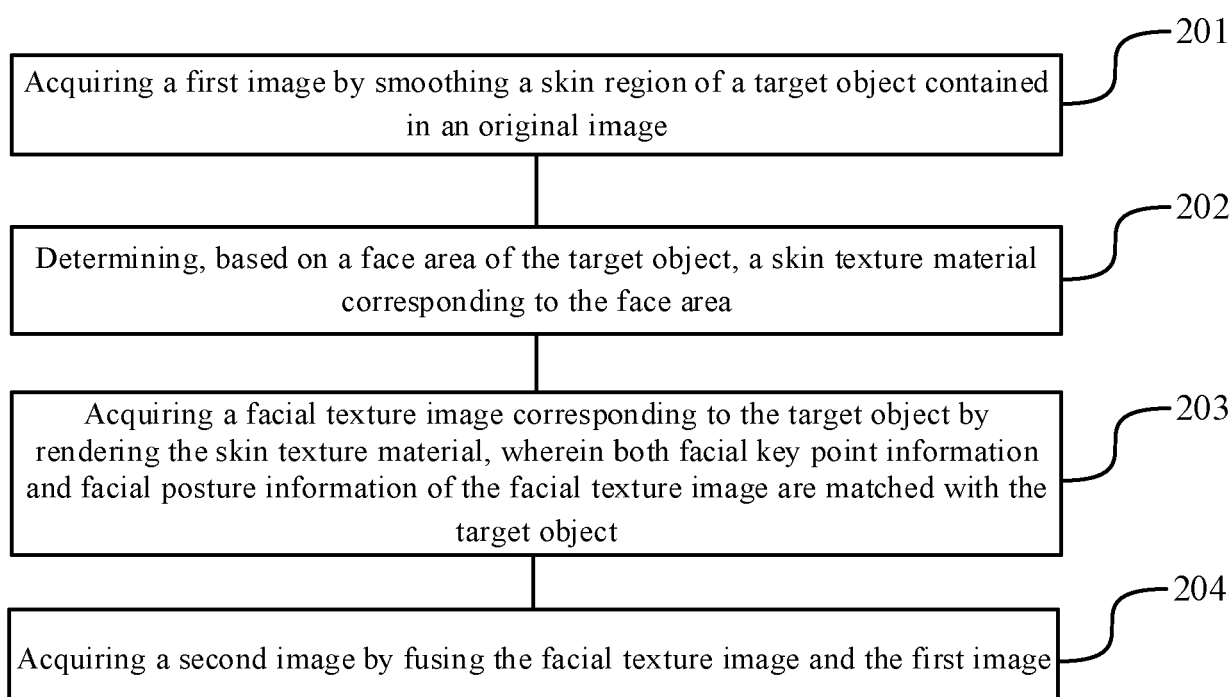 201
Acquiring a first image by smoothing a skin region of a target object contained
in an original image
202
Determining, based on a face area of the target object, a skin texture material
corresponding to the face area
203
Acquiring a facial texture image corresponding to the target object by
rendering the skin texture material, wherein both facial key point information
and facial posture information of the facial texture image are matched with the
target object
204
Acquiring a second image by fusing the facial texture image and the first image